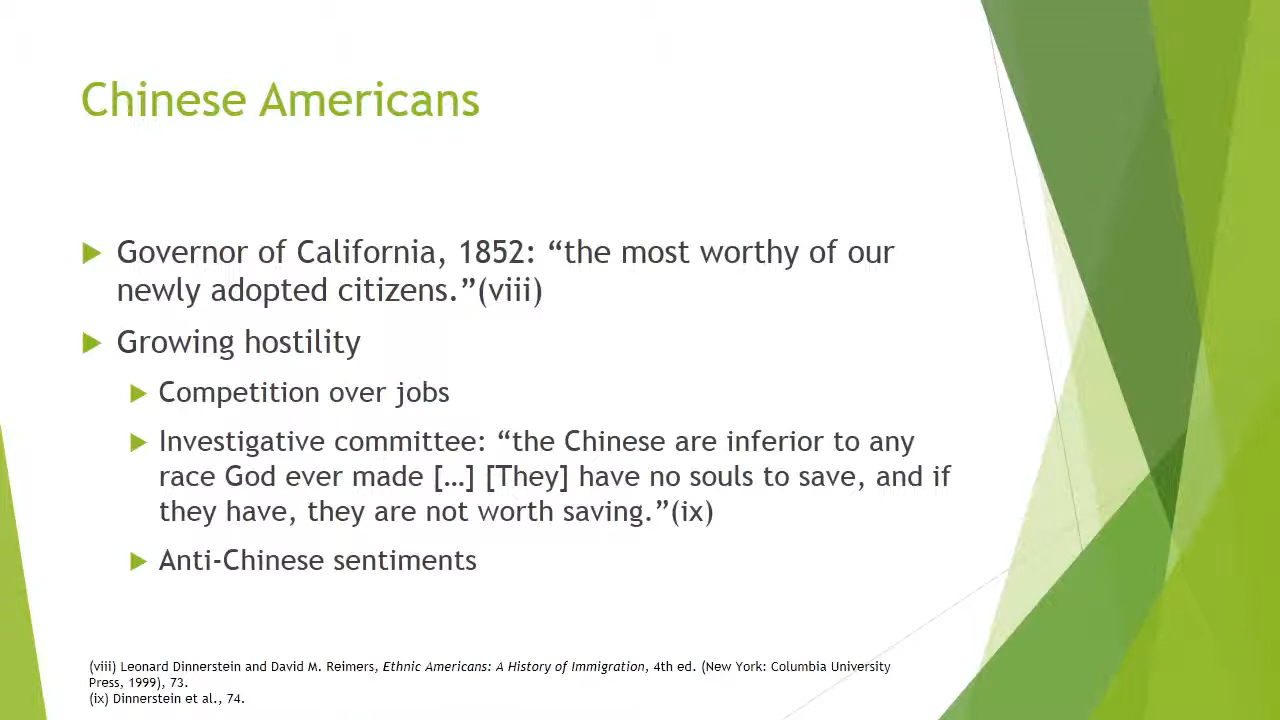 Chinese Americans
Governor of California, 1852: “the most worthy of our
newly adopted citizens.”(viii)
Growing hostility
Competition over jobs
Investigative committee: “the Chinese are inferior to any
race God ever made […] [They] have no souls to save, and if
they have, they are not worth saving.”(ix)
Anti-Chinese sentiments
(viii) Leonard Dinnerstein and David M. Reimers, Ethnic Americans: A History of Immigration, 4th ed. (New York: Columbia University
Press, 1999), 73.
(ix) Dinnerstein et al., 74.